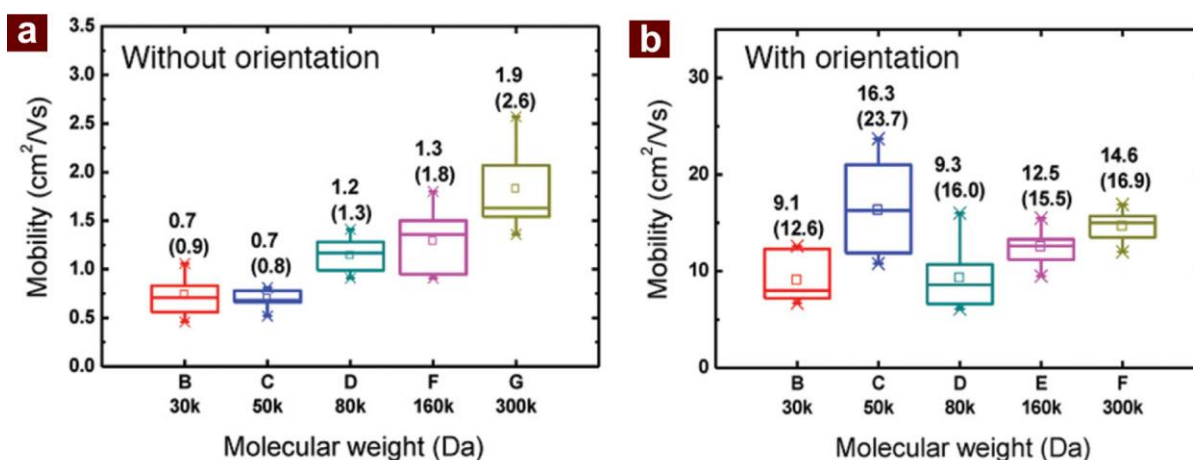 a
Without orientation
Mobility (cm²/Vs)
3.5
3.0
2.5
2.0
1.5
1.0
0.5
0.0
0.7
(0.9)
0.7
(0.8)
1.2
(1.3)
1.3
(1.8)
1.9
(2.6)
B C D F G
30k 50k 80k 160k 300k
Molecular weight (Da)
b
With orientation
Mobility (cm²/Vs)
30
20
10
0
9.1
(12.6)
16.3
(23.7)
9.3
(16.0)
12.5
(15.5)
14.6
(16.9)
B C D E F
30k 50k 80k 160k 300k
Molecular weight (Da)